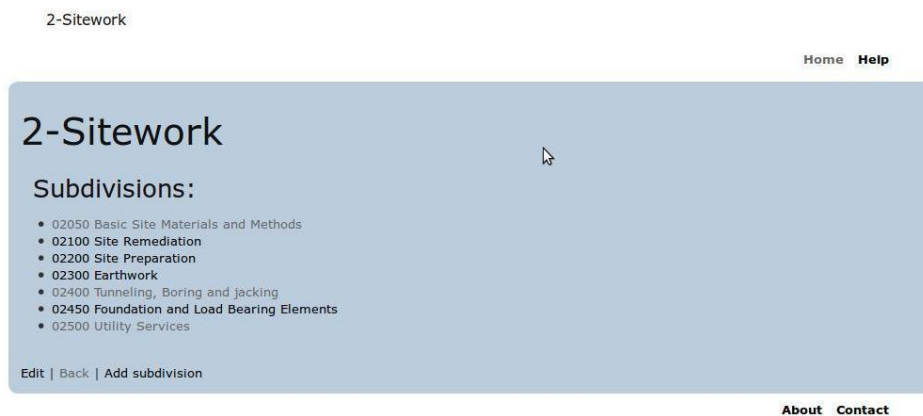 2-Sitework
Home Help
2-Sitework
Subdivisions:
02050 Basic Site Materials and Methods
02100 Site Remediation
02200 Site Preparation
02300 Earthwork
02400 Tunneling, Boring and jacking
02450 Foundation and Load Bearing Elements
02500 Utility Services
Edit | Back | Add subdivision
About Contact